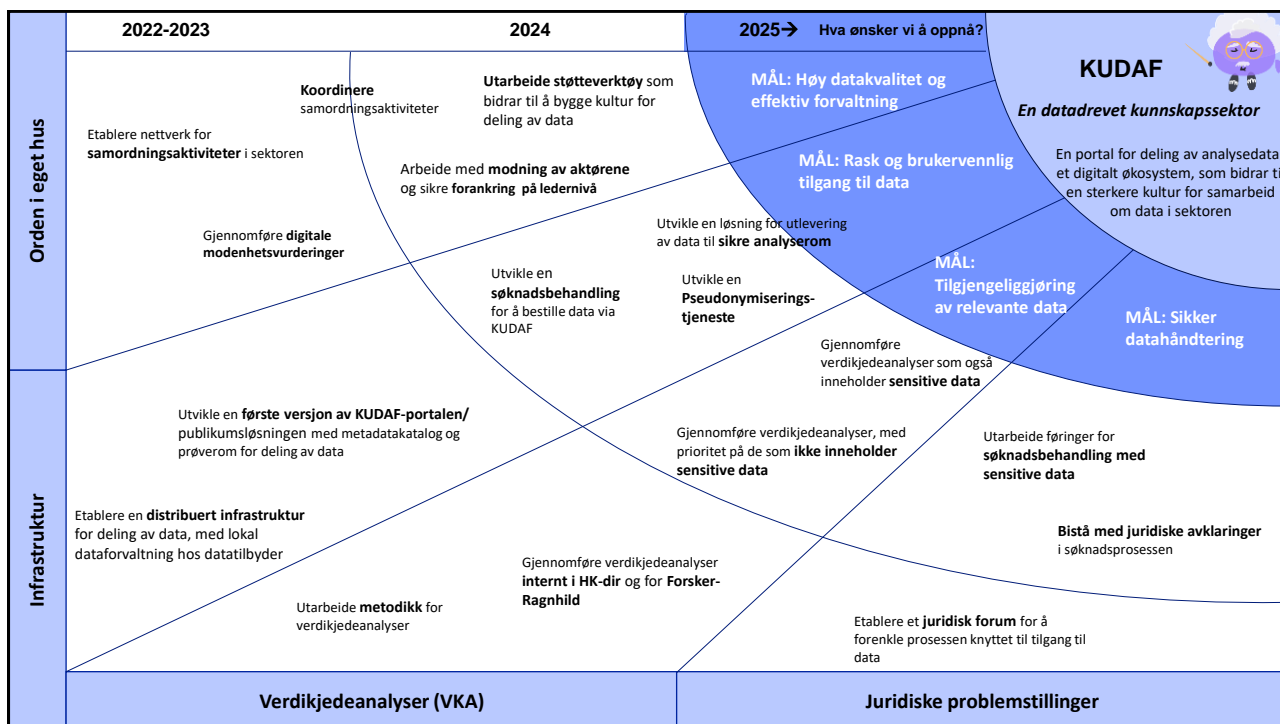 2022-2023
2024
2025→ Hva ønsker vi å oppnå?
KUDAF
En datadrevet kunnskapssektor
En portal for deling av analysedata,
et digitalt økosystem, som bidrar ti
en sterkere kultur for samarbeid
om data i sektoren
MÅL: Høy datakvalitet og
effektiv forvaltning
MÅL: Rask og brukervennlig
tilgang til data
MÅL:
Tilgjengeliggjøring
av relevante data
MÅL: Sikker
datahåndtering
Orden i eget hus
Koordinere
samordningsaktiviteter
Utarbeide støtteverktøy som
bidrar til å bygge kultur for
deling av data
Etablere nettverk for
samordningsaktiviteter i sektoren
Arbeide med modning av aktørene
og sikre forankring på ledernivå
Gjennomføre digitale
modenhetsvurderinger
Utvikle en løsning for utlevering
av data til sikre analyserom
Utvikle en
søknadsbehandling
for å bestille data via
KUDAF
Utvikle en
Pseudonymiserings-
tjeneste
Infrastruktur
Utvikle en første versjon av KUDAF-portalen/
publikumsløsningen med metadatakatalog og
prøverom for deling av data
Etablere en distribuert infrastruktur
for deling av data, med lokal
dataforvaltning hos datatilbyder
Gjennomføre
verdikjedeanalyser som også
inneholder sensitive data
Gjennomføre verdikjedeanalyser, med
prioritet på de som ikke inneholder
sensitive data
Gjennomføre verdikjedeanalyser
internt i HK-dir og for Forsker-
Ragnhild
Utarbeide metodikk for
verdikjedeanalyser
Utarbeide føringer for
søknadsbehandling med
sensitive data
Bistå med juridiske avklaringer
i søknadsprosessen
Etablere et juridisk forum for å
forenkle prosessen knyttet til tilgang til
data
Verdikjedeanalyser (VKA)
Juridiske problemstillinger